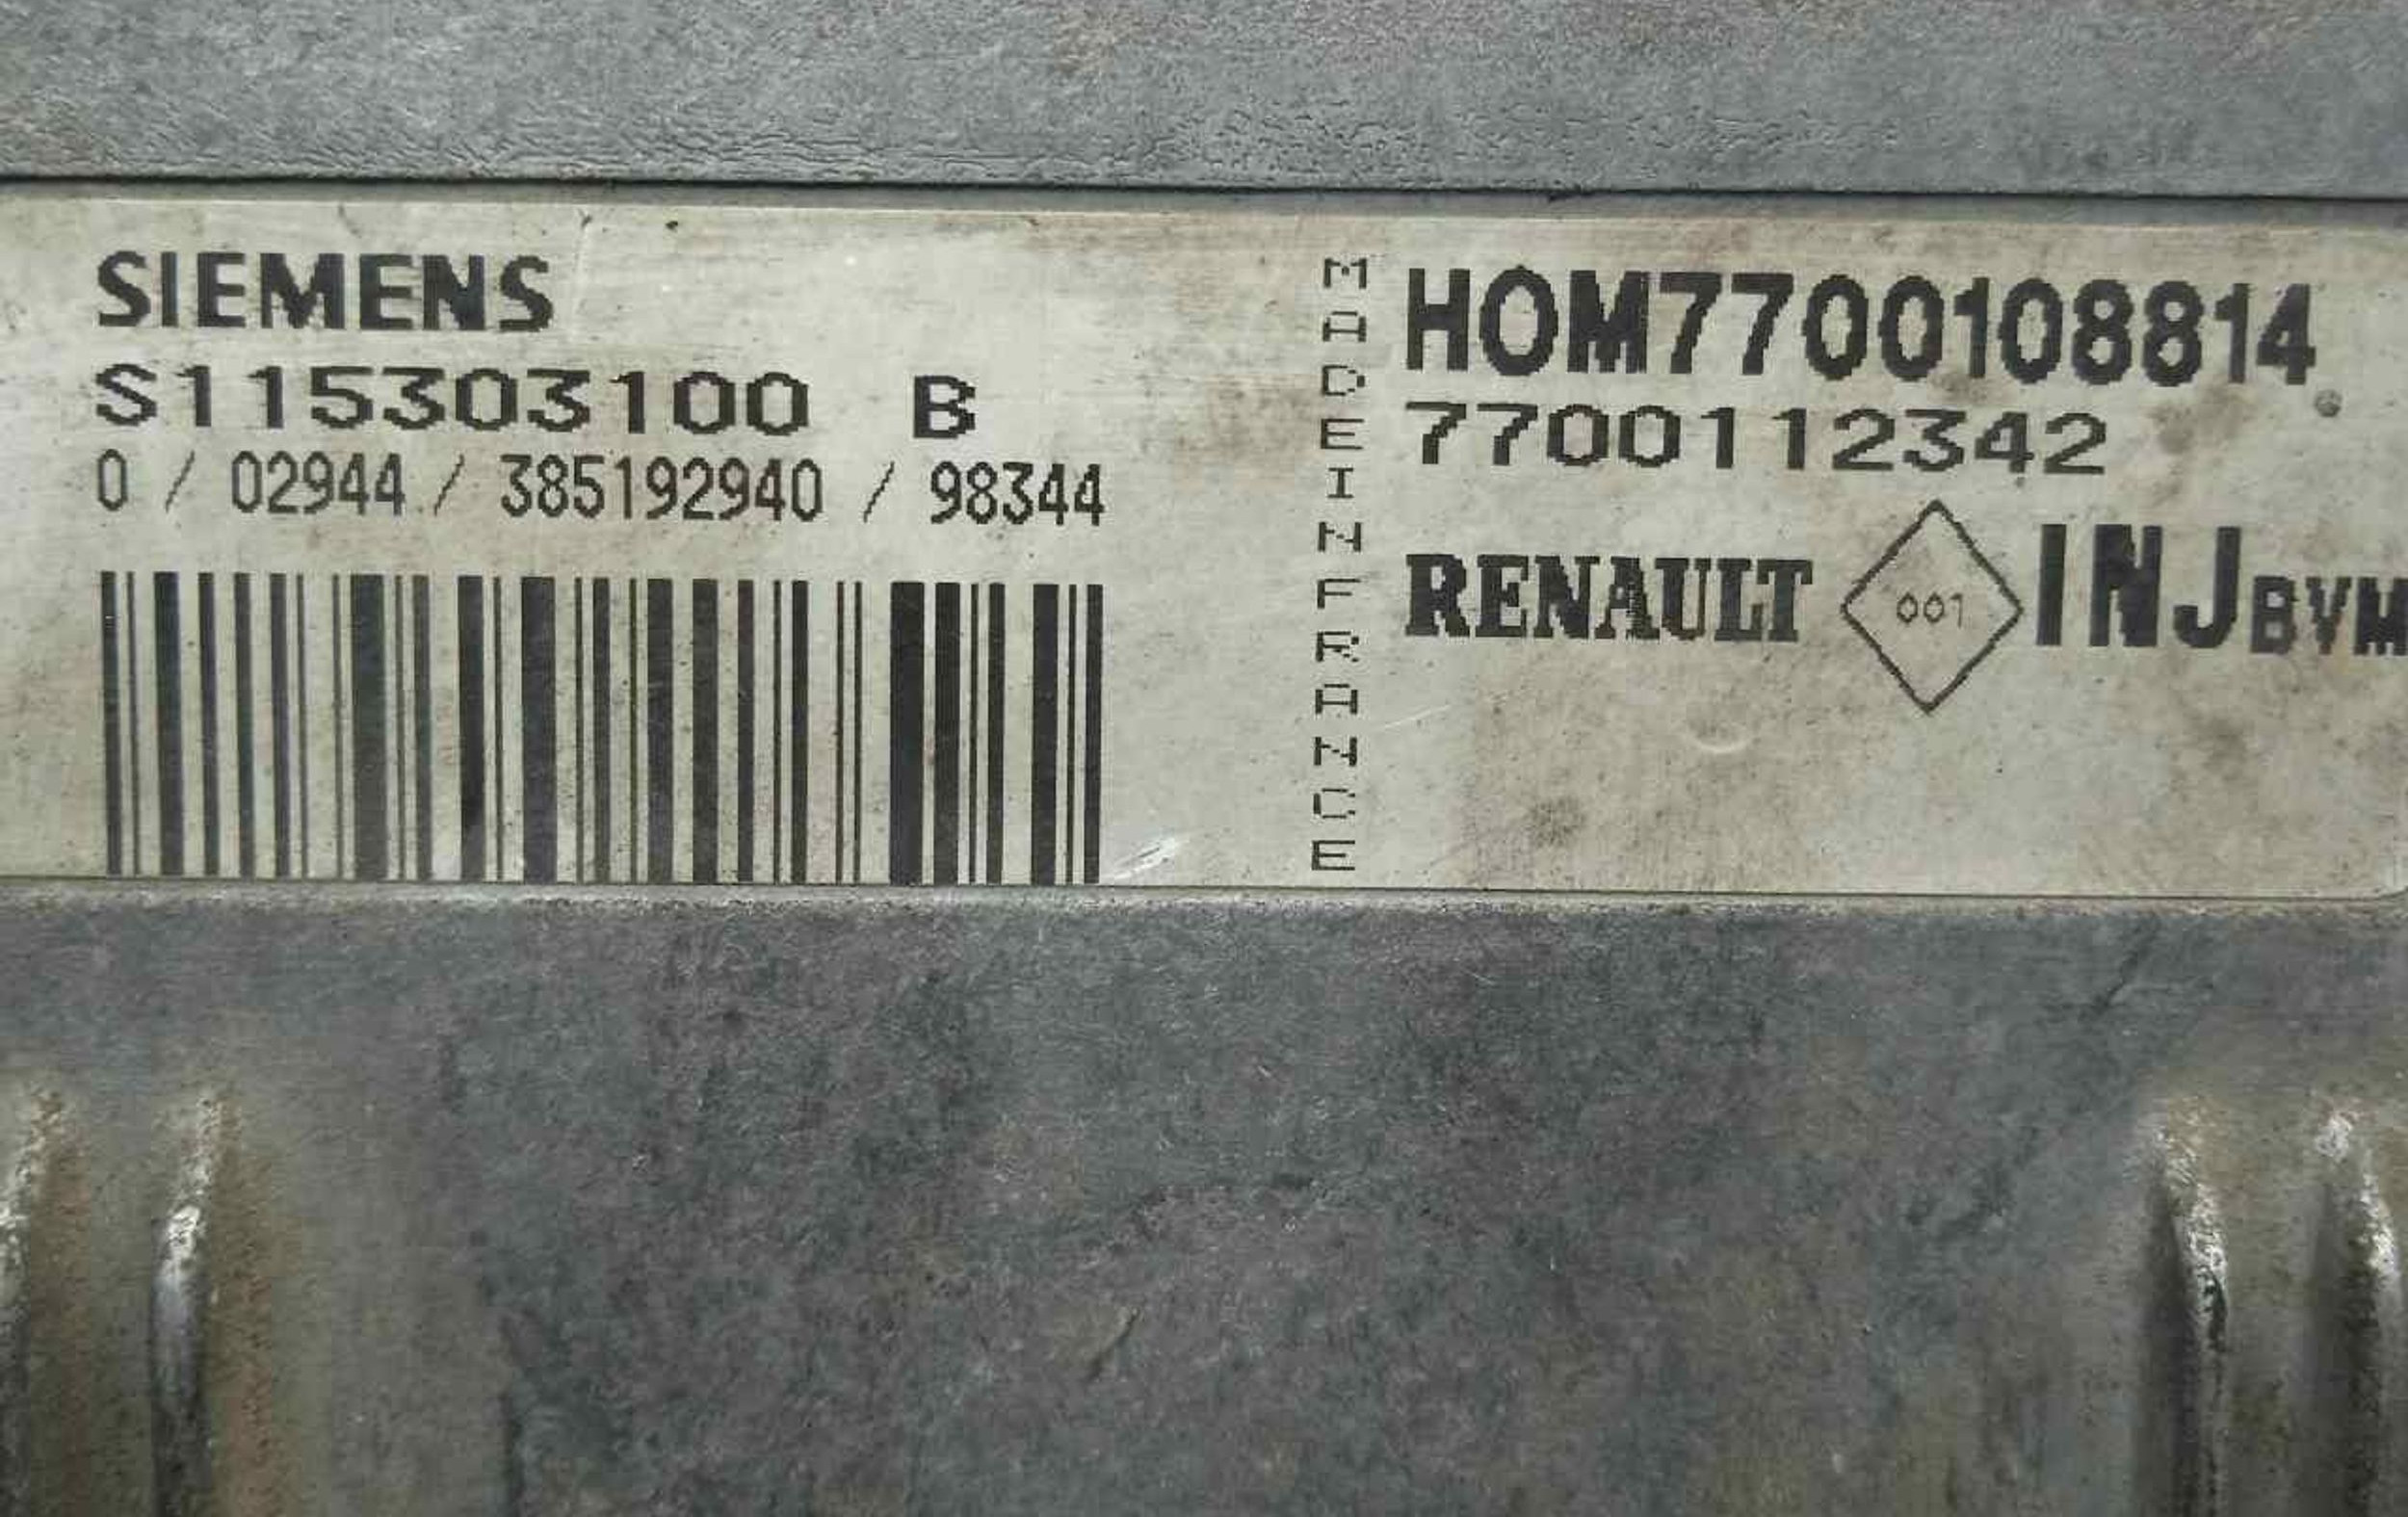 SIEMENS
S115303100 B
0 / 02944 / 385192940 / 98344
MADE IN FRANCE
HOM7700108814
7700112342
RENAULT 001 INJ BVM